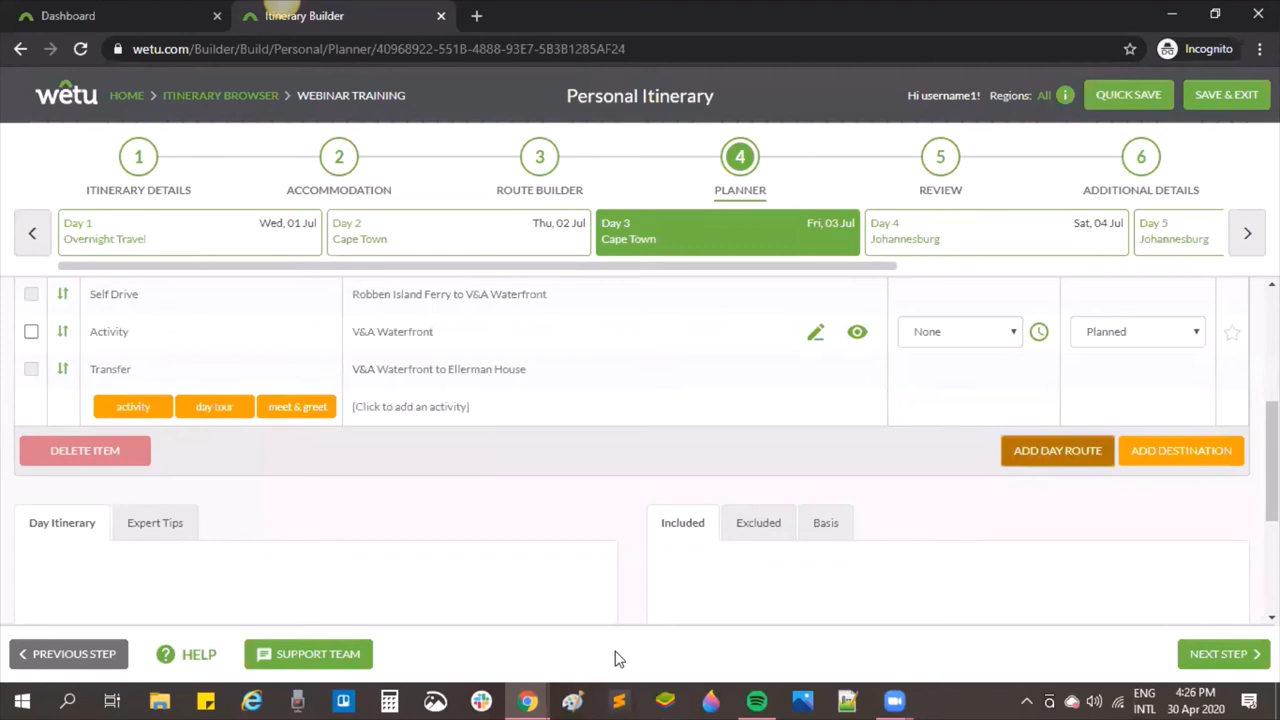 Dashboard
Itinerary Builder
wetu.com/Builder/Build/Personal/Planner/40968922-551B-4888-93E7-5B3B1285AF24
Incognito
wetu
HOME > ITINERARY BROWSER > WEBINAR TRAINING
Personal Itinerary
Hi username1! Regions: All
QUICK SAVE
SAVE & EXIT
1 2 3 4 5 6
ITINERARY DETAILS ACCOMMODATION ROUTE BUILDER PLANNER REVIEW ADDITIONAL DETAILS
Day 1 Wed, 01 Jul Day 2 Thu, 02 Jul Day 3 Fri, 03 Jul Day 4 Sat, 04 Jul Day 5
Overnight Travel Cape Town Cape Town Johannesburg Johannesburg
Self Drive Robben Island Ferry to V&A Waterfront
Activity V&A Waterfront None Planned
Transfer V&A Waterfront to Ellerman House
activity day tour meet & greet [Click to add an activity]
DELETE ITEM ADD DAY ROUTE ADD DESTINATION
Day Itinerary Expert Tips Included Excluded Basis
PREVIOUS STEP HELP SUPPORT TEAM NEXT STEP
ENG 4:26 PM
INTL 30 Apr 2020